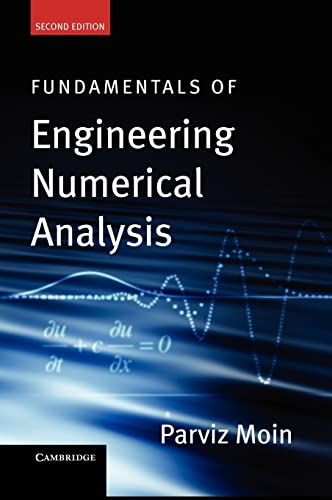 SECOND EDITION
FUNDAMENTALS OF
Engineering
Numerical
Analysis
∂u/∂t + c ∂u/∂x = 0
Parviz Moin
CAMBRIDGE